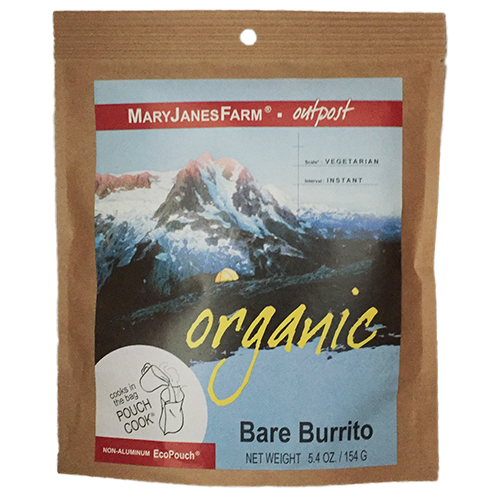 MARYJANESFARM® · outpost
Scale: VEGETARIAN
Interval: INSTANT
organic
cooks in
the bag
POUCH
COOK®
Bare Burrito
NON-ALUMINUM EcoPouch®
NET WEIGHT 5.4 OZ. / 154 G